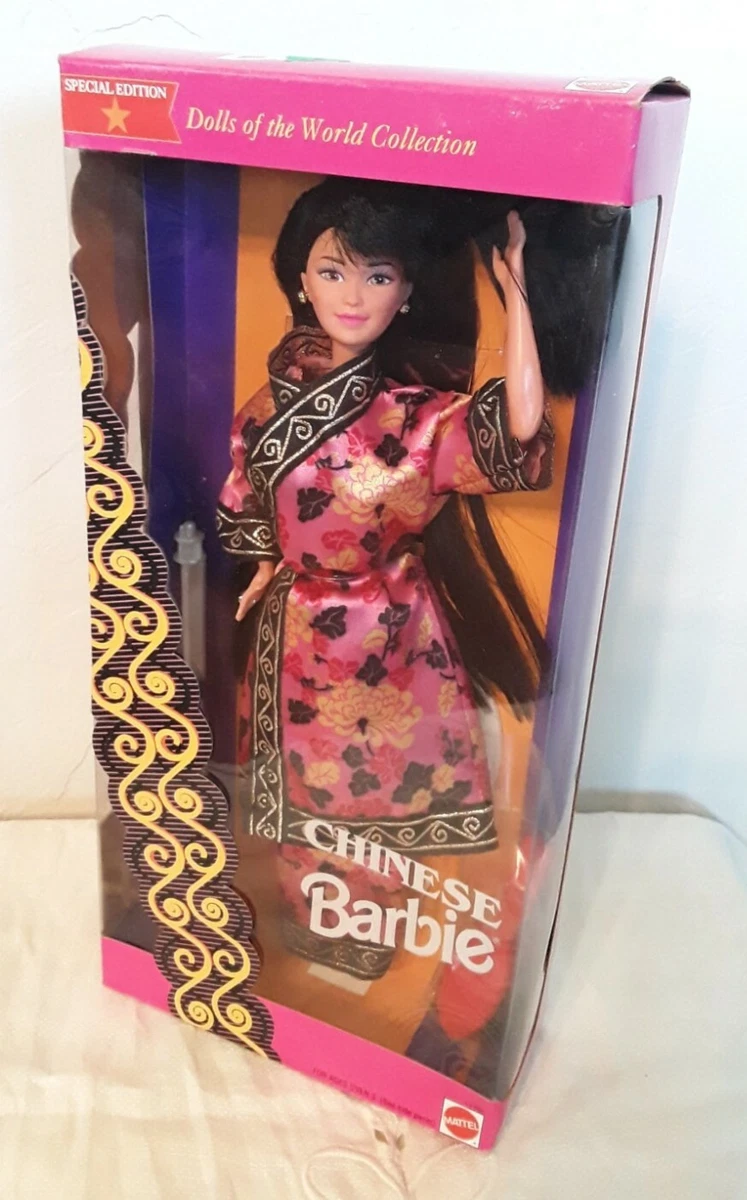 SPECIAL EDITION
Dolls of the World Collection
CHINESE
Barbie
MATTEL